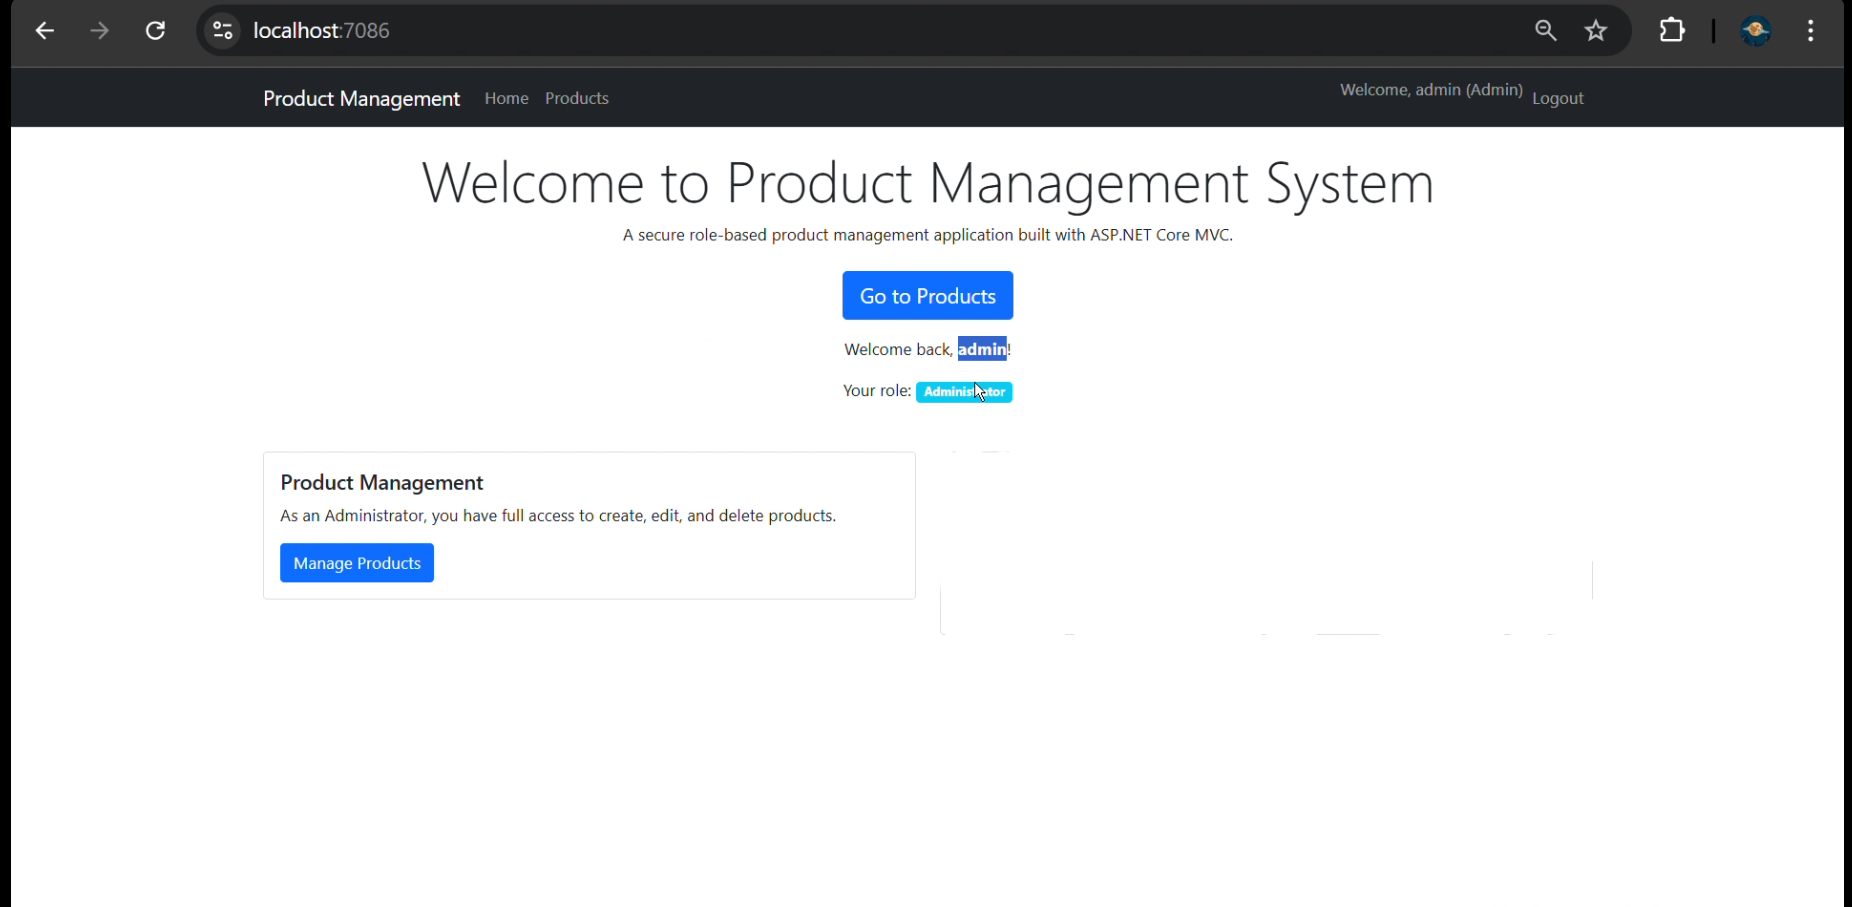 localhost:7086
Product Management Home Products Welcome, admin (Admin) Logout
Welcome to Product Management System
A secure role-based product management application built with ASP.NET Core MVC.
Go to Products
Welcome back, admin!
Your role:
Product Management
As an Administrator, you have full access to create, edit, and delete products.
Manage Products